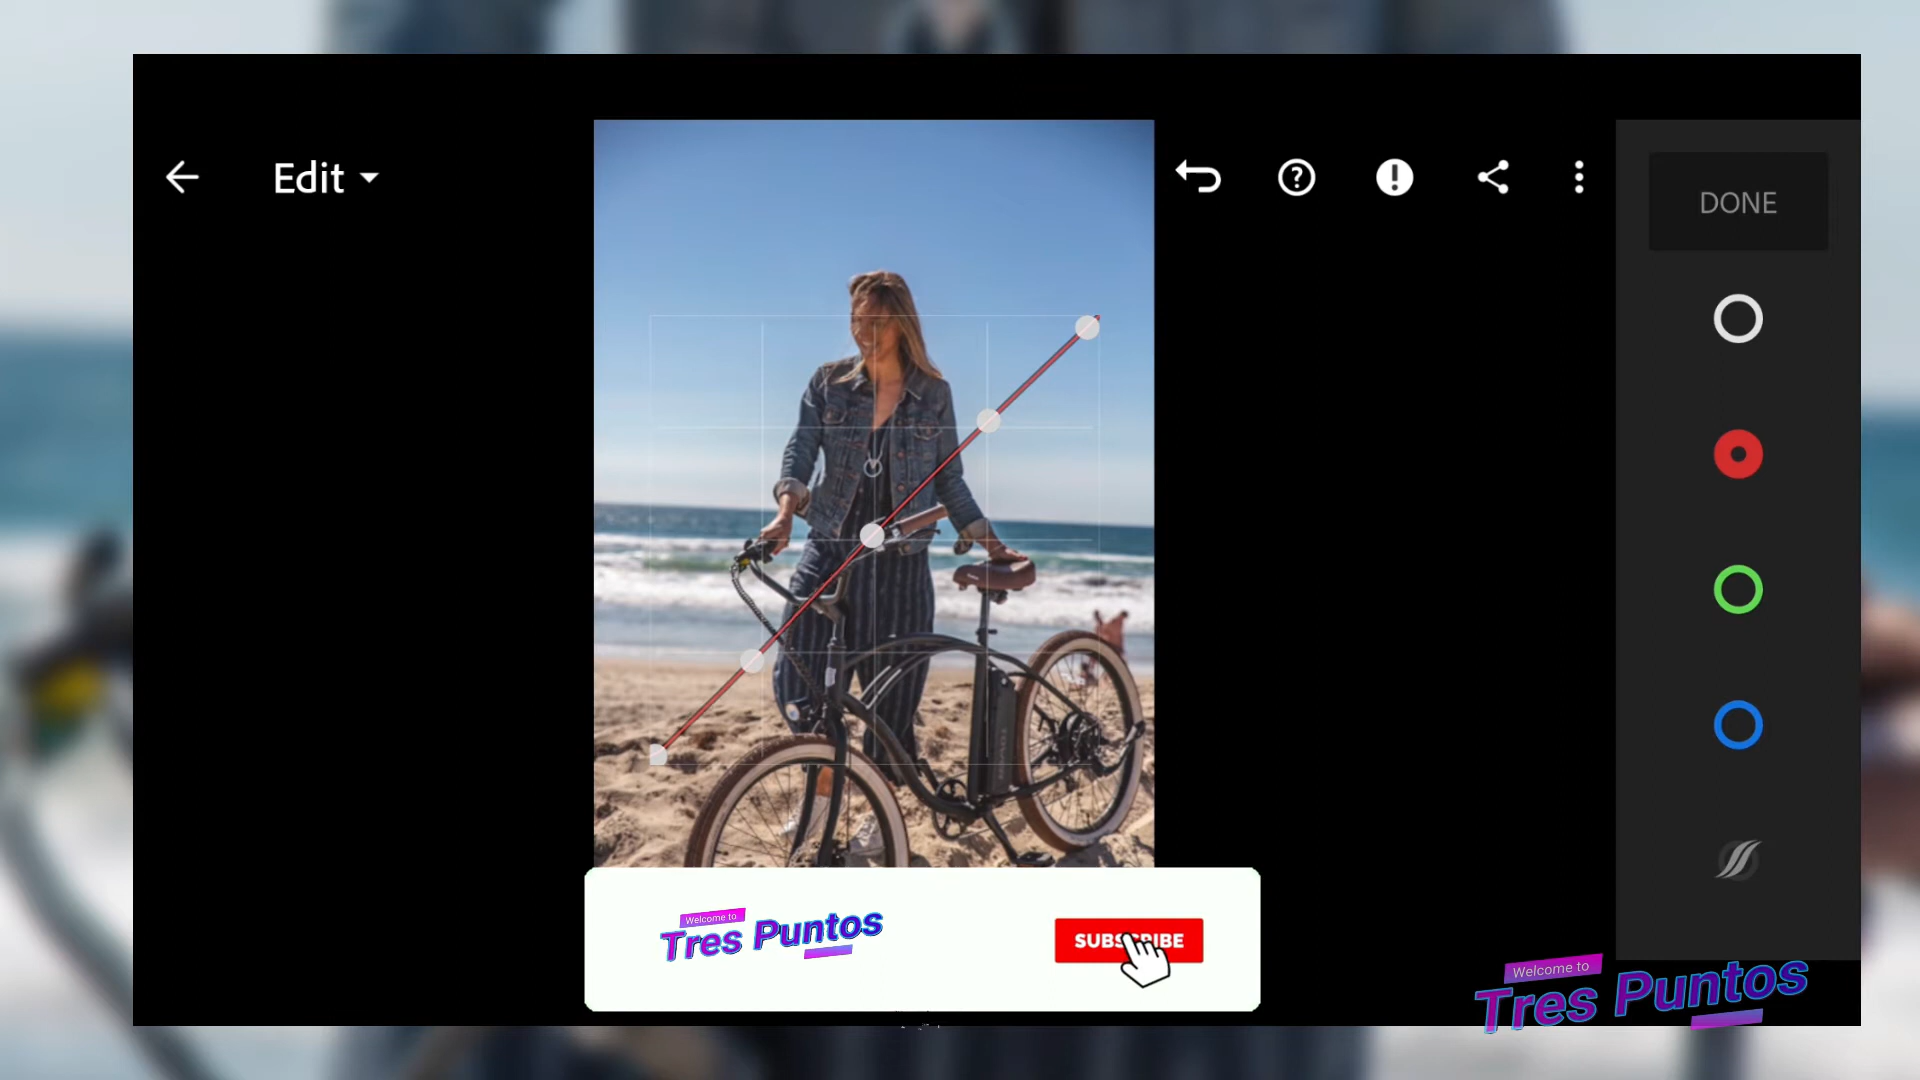 Edit
DONE
Welcome to
Tres Puntos
SUBSCRIBE
Welcome to
Tres Puntos